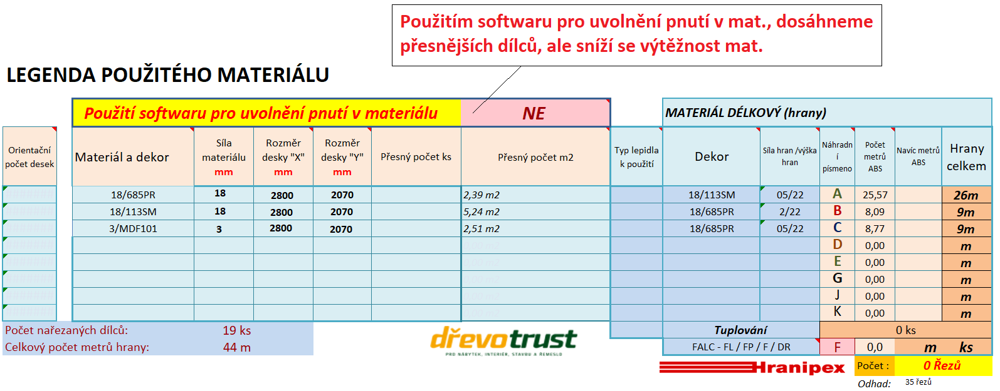 Použitím softwaru pro uvolnění pnutí v mat., dosáhneme
přesnějších dílců, ale sníží se výtěžnost mat.
LEGENDA POUŽITÉHO MATERIÁLU
Použití softwaru pro uvolnění pnutí v materiálu NE
MATERIÁL DÉLKOVÝ (hrany)
Orientační
počet desek
Materiál a dekor
Síla
materiálu
mm
Rozměr
desky "X"
mm
Rozměr
desky "Y"
mm
Přesný počet ks
Přesný počet m2
Typ lepidla
k použití
Dekor
Síla hran /výška
hran
Náhradn
í
písmeno
Počet
metrů
ABS
Navíc metrů
ABS
Hrany
celkem
18/685PR 18 2800 2070 2,39 m2 18/113SM 05/22 A 25,57 26m
18/113SM 18 2800 2070 5,24 m2 18/685PR 2/22 B 8,09 9m
3/MDF101 3 2800 2070 2,51 m2 18/685PR 05/22 C 8,77 9m
0,00 m2 D 0,00 m
0,00 m2 E 0,00 m
0,00 m2 G 0,00 m
0,00 m2 J 0,00 m
0,00 m2 K 0,00 m
Počet nařezaných dílců: 19 ks
Tuplování 0 ks
Celkový počet metrů hrany: 44 m
FALC - FL / FP / F / DR F 0,0 m ks
dřevotrust
PRO NÁBYTEK, INTERIÉR, STAVBU A ŘEMESLO
Hranipex
Počet : 0 Řezů
Odhad: 35 řezů